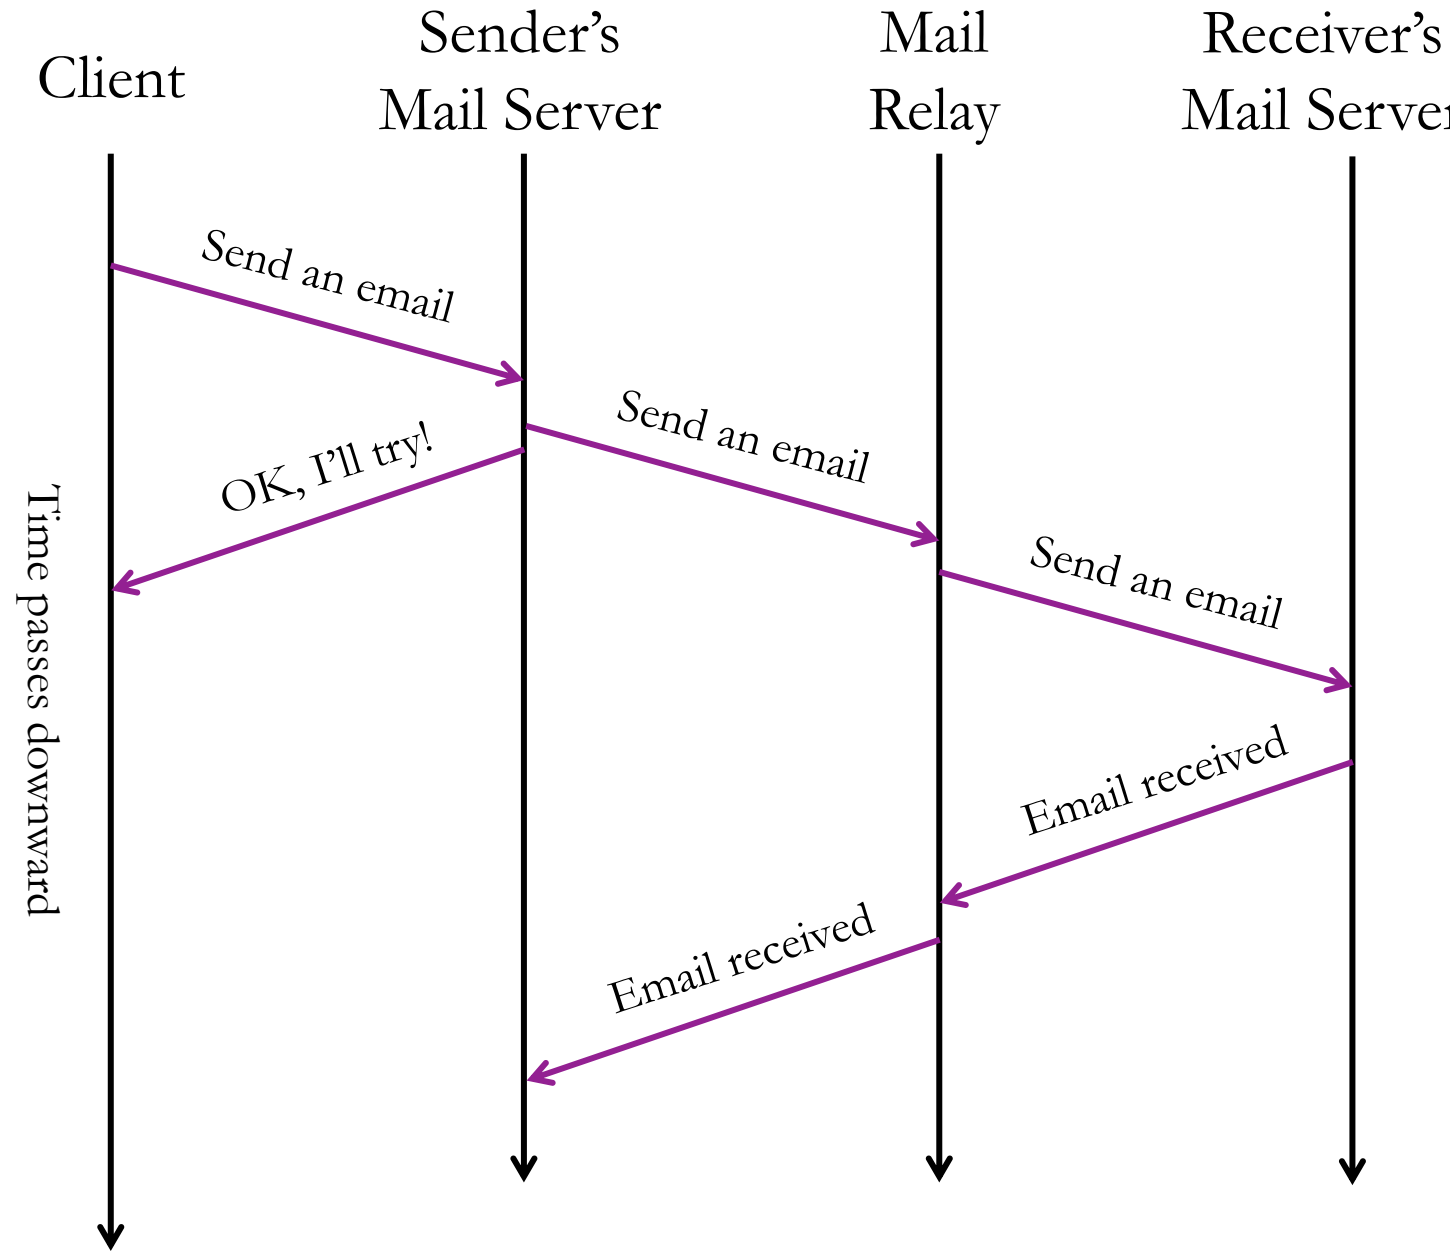 Client
Sender’s
Mail Server
Mail
Relay
Receiver’s
Mail Server
Send an email
Send an email
OK, I’ll try!
Send an email
Time passes downward
Email received
Email received